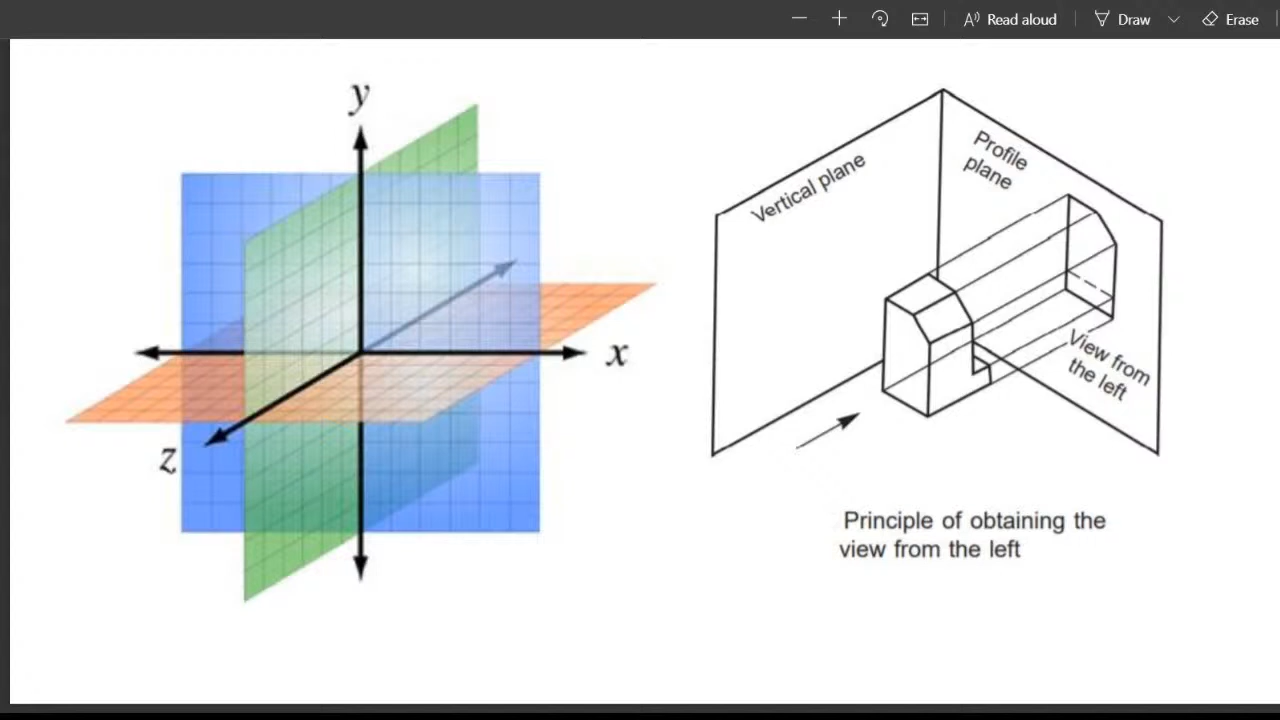 Read aloud
Draw
Erase
y
x
z
Vertical plane
Profile
plane
View from
the left
Principle of obtaining the
view from the left